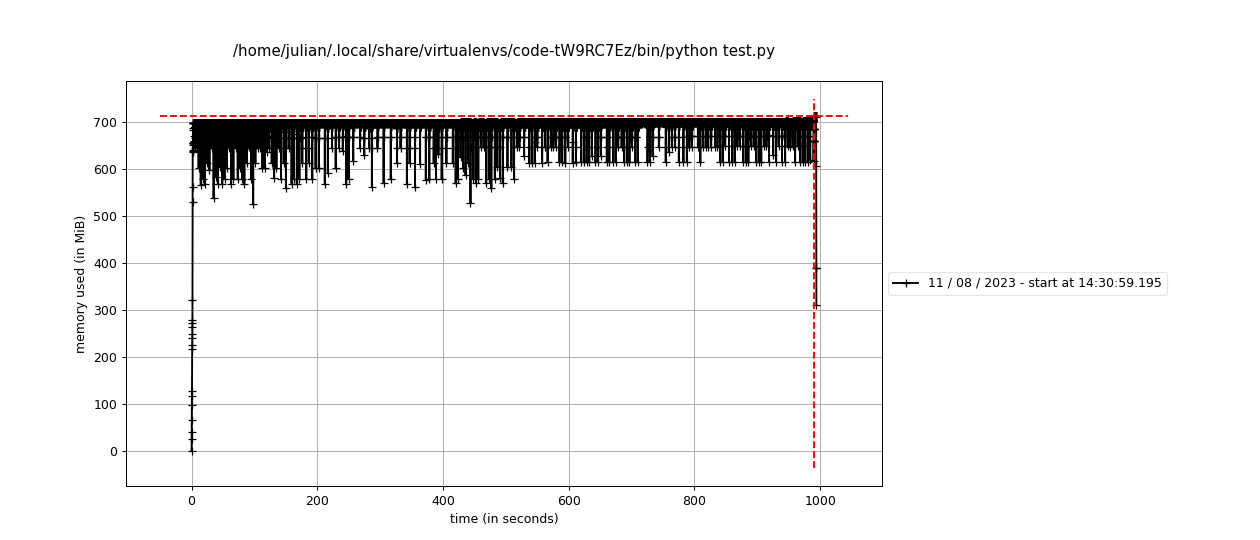 /home/julian/.local/share/virtualenvs/code-tW9RC7Ez/bin/python test.py
700
600
500
400
300
200
100
0
memory used (in MiB)
0 200 400 600 800 1000
time (in seconds)
11 / 08 / 2023 - start at 14:30:59.195